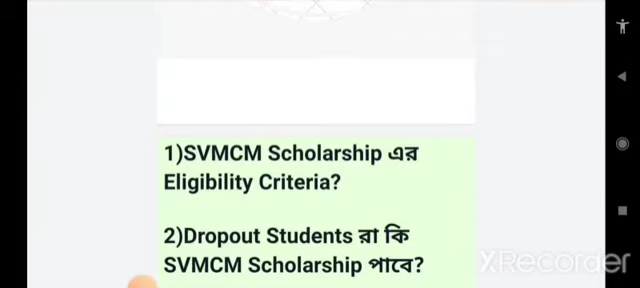 1)SVMCM Scholarship এর
Eligibility Criteria?
2)Dropout Students রা কি
SVMCM Scholarship পাবে?
XRecorder